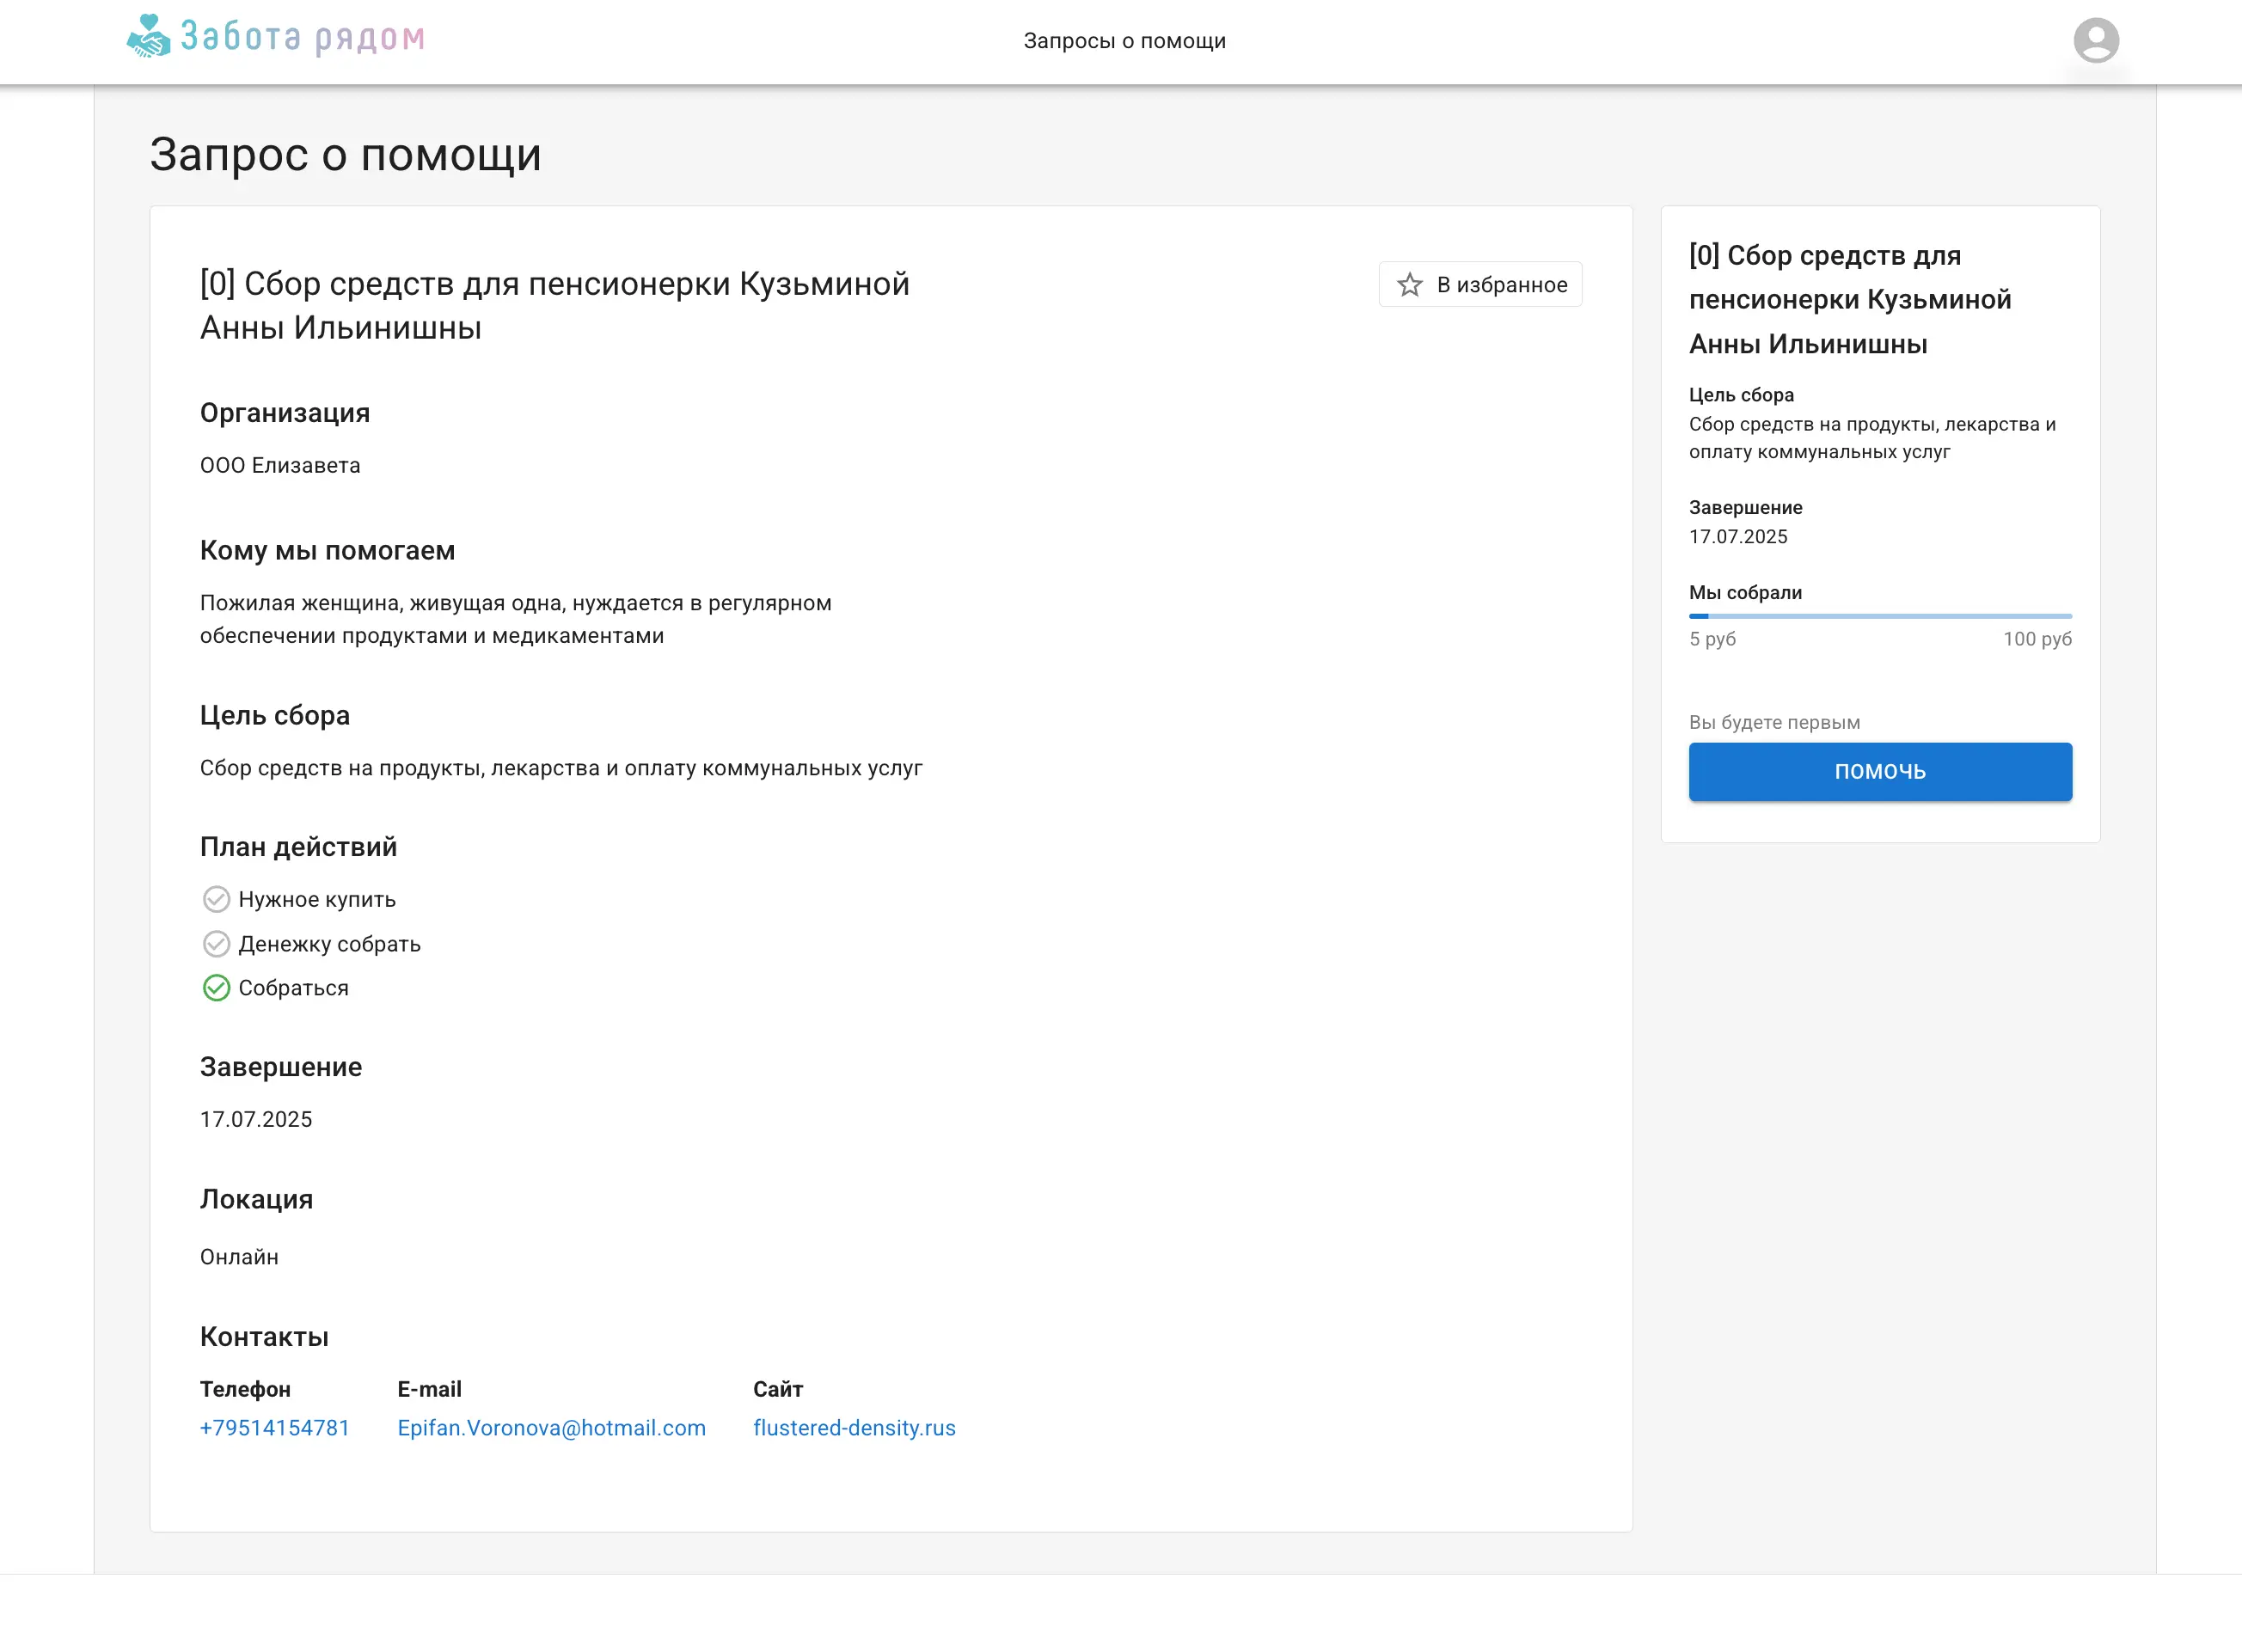 Забота рядом
Запросы о помощи
Запрос о помощи
[0] Сбор средств для пенсионерки Кузьминой
Анны Ильинишны
В избранное
Организация
ООО Елизавета
Кому мы помогаем
Пожилая женщина, живущая одна, нуждается в регулярном
обеспечении продуктами и медикаментами
Цель сбора
Сбор средств на продукты, лекарства и оплату коммунальных услуг
План действий
Нужное купить
Денежку собрать
Собраться
Завершение
17.07.2025
Локация
Онлайн
Контакты
Телефон
+79514154781
E-mail
Epifan.Voronova@hotmail.com
Сайт
flustered-density.rus
[0] Сбор средств для
пенсионерки Кузьминой
Анны Ильинишны
Цель сбора
Сбор средств на продукты, лекарства и
оплату коммунальных услуг
Завершение
17.07.2025
Мы собрали
5 руб
100 руб
Вы будете первым
ПОМОЧЬ